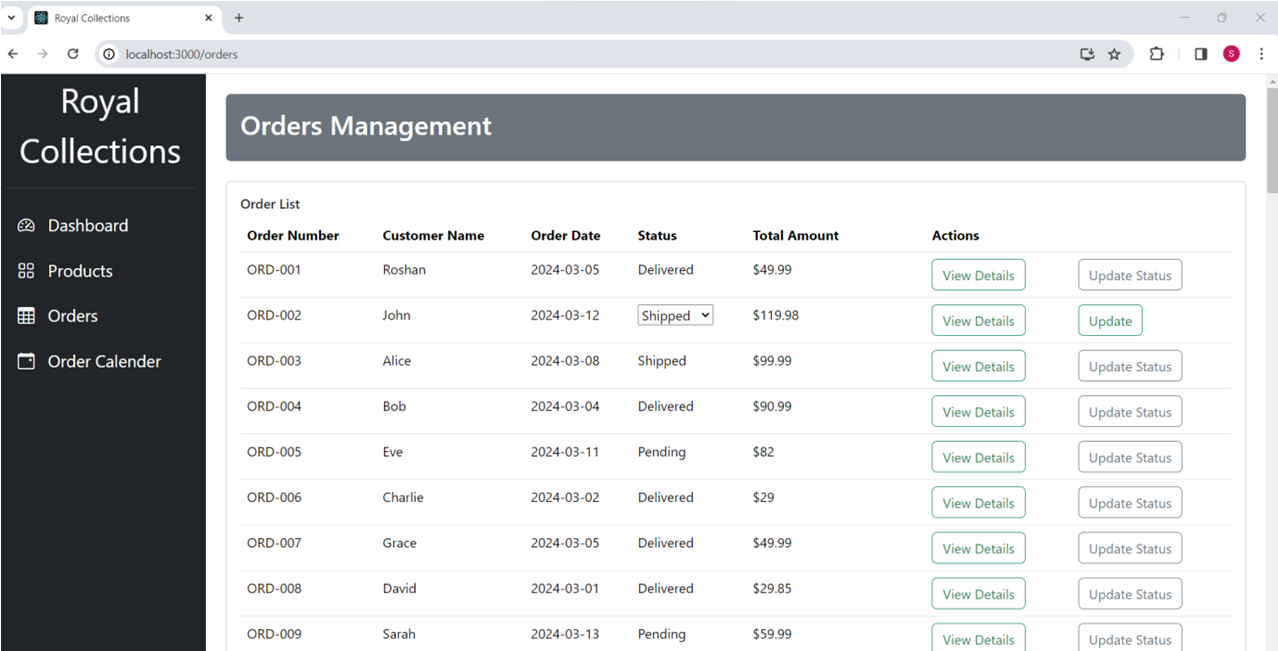 Royal Collections
localhost:3000/orders
S
Royal
Collections
Dashboard
Products
Orders
Order Calender
Orders Management
Order List
Order Number Customer Name Order Date Status Total Amount Actions
ORD-001 Roshan 2024-03-05 Delivered $49.99 View Details Update Status
ORD-002 John 2024-03-12 Shipped $119.98 View Details Update
ORD-003 Alice 2024-03-08 Shipped $99.99 View Details Update Status
ORD-004 Bob 2024-03-04 Delivered $90.99 View Details Update Status
ORD-005 Eve 2024-03-11 Pending $82 View Details Update Status
ORD-006 Charlie 2024-03-02 Delivered $29 View Details Update Status
ORD-007 Grace 2024-03-05 Delivered $49.99 View Details Update Status
ORD-008 David 2024-03-01 Delivered $29.85 View Details Update Status
ORD-009 Sarah 2024-03-13 Pending $59.99 View Details Update Status